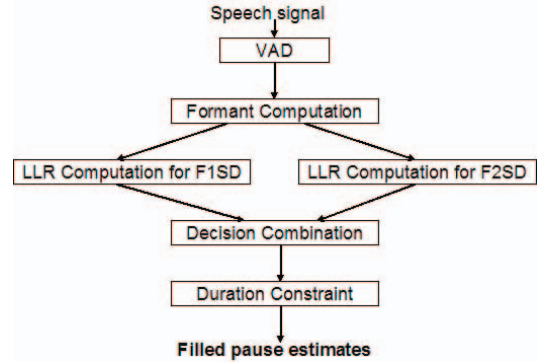 Speech signal
VAD
Formant Computation
LLR Computation for F1SD
LLR Computation for F2SD
Decision Combination
Duration Constraint
Filled pause estimates